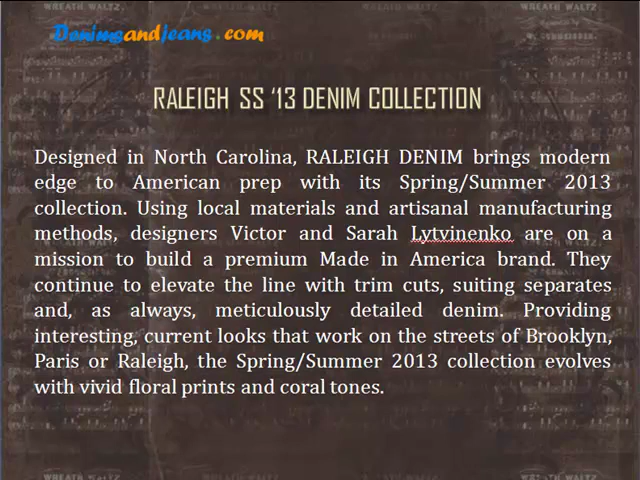 Denimsandjeans.com
RALEIGH SS '13 DENIM COLLECTION
Designed in North Carolina, RALEIGH DENIM brings modern
edge to American prep with its Spring/Summer 2013
collection. Using local materials and artisanal manufacturing
methods, designers Victor and Sarah Lytvinenko are on a
mission to build a premium Made in America brand. They
continue to elevate the line with trim cuts, suiting separates
and, as always, meticulously detailed denim. Providing
interesting, current looks that work on the streets of Brooklyn,
Paris or Raleigh, the Spring/Summer 2013 collection evolves
with vivid floral prints and coral tones.